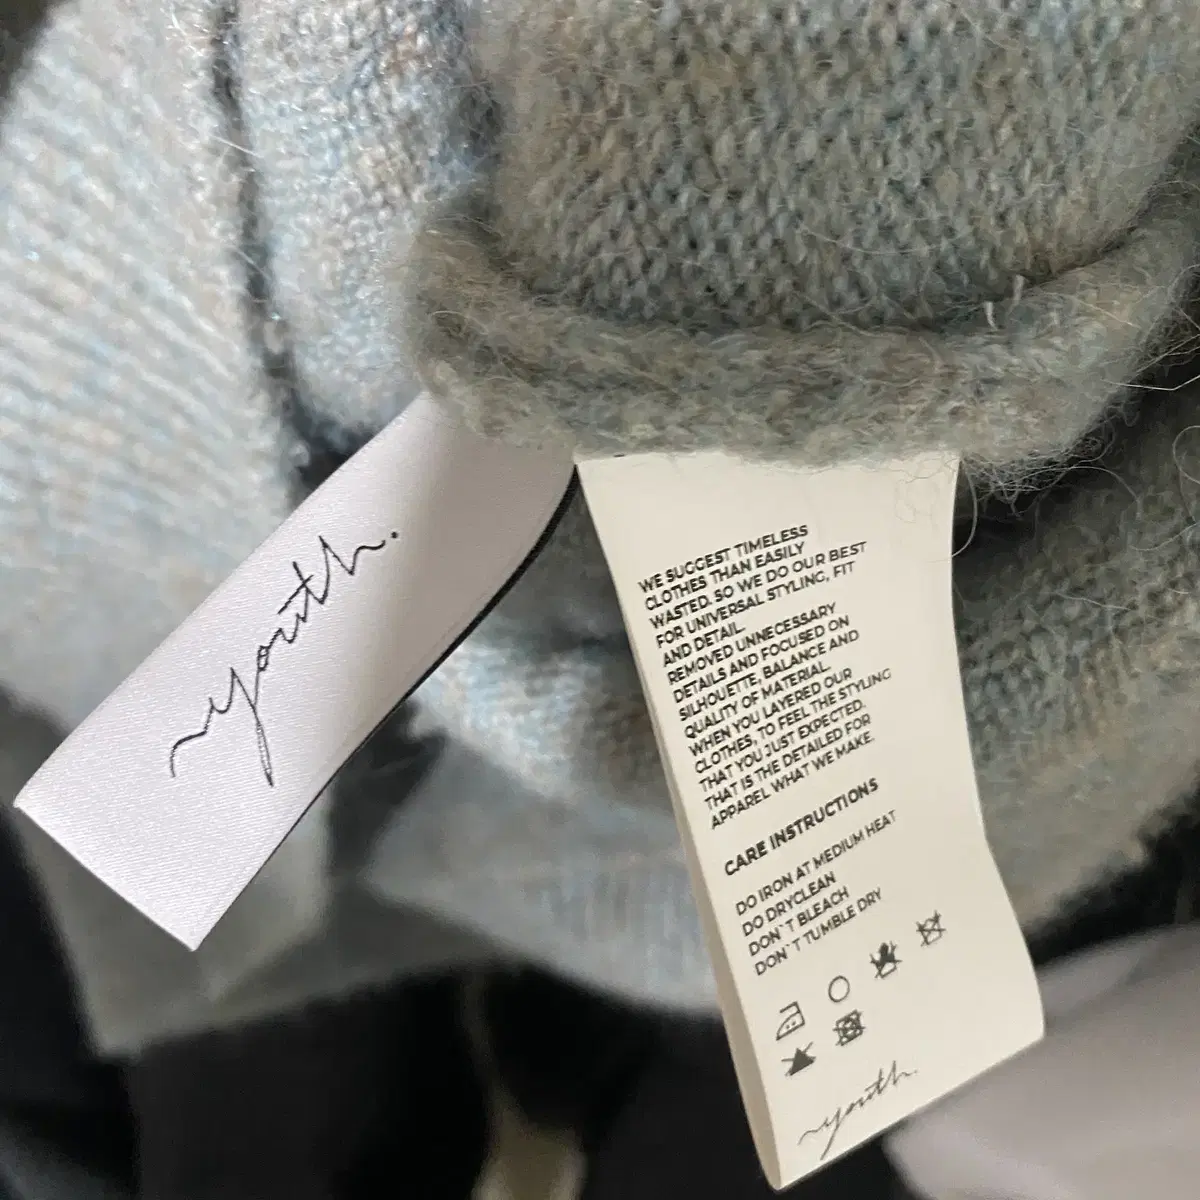 youth.
WE SUGGEST TIMELESS
CLOTHES THAN EASILY
WASTED. SO WE DO OUR BEST
FOR UNIVERSAL STYLING, FIT
AND DETAIL.
REMOVED UNNECESSARY
DETAILS AND FOCUSED ON
SILHOUETTE, BALANCE AND
QUALITY OF MATERIAL.
WHEN YOU LAYERED OUR
CLOTHES, TO FEEL THE STYLING
THAT YOU JUST EXPECTED.
THAT IS THE DETAILED FOR
APPAREL WHAT WE MAKE.
CARE INSTRUCTIONS
DO IRON AT MEDIUM HEAT
DO DRYCLEAN
DON`T BLEACH
DON`T TUMBLE DRY
youth.